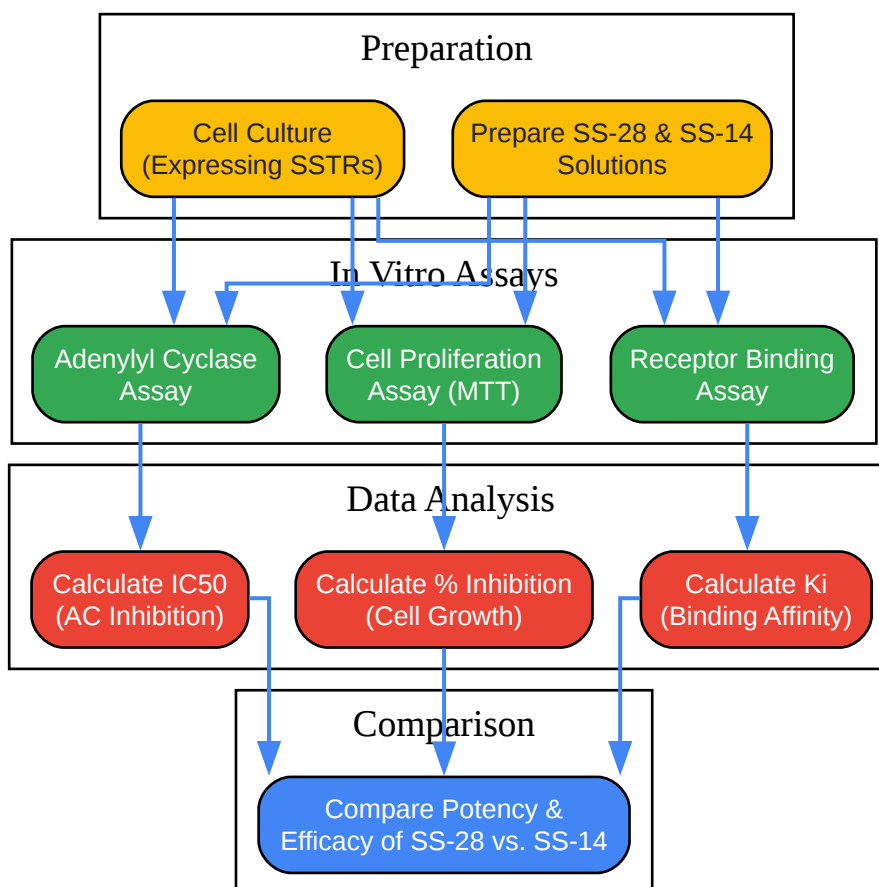 Preparation
Cell Culture
(Expressing SSTRs)
Prepare SS-28 & SS-14
Solutions
In Vitro Assays
Adenylyl Cyclase
Assay
Cell Proliferation
Assay (MTT)
Receptor Binding
Assay
Data Analysis
Calculate IC50
(AC Inhibition)
Calculate % Inhibition
(Cell Growth)
Calculate Ki
(Binding Affinity)
Comparison
Compare Potency &
Efficacy of SS-28 vs. SS-14